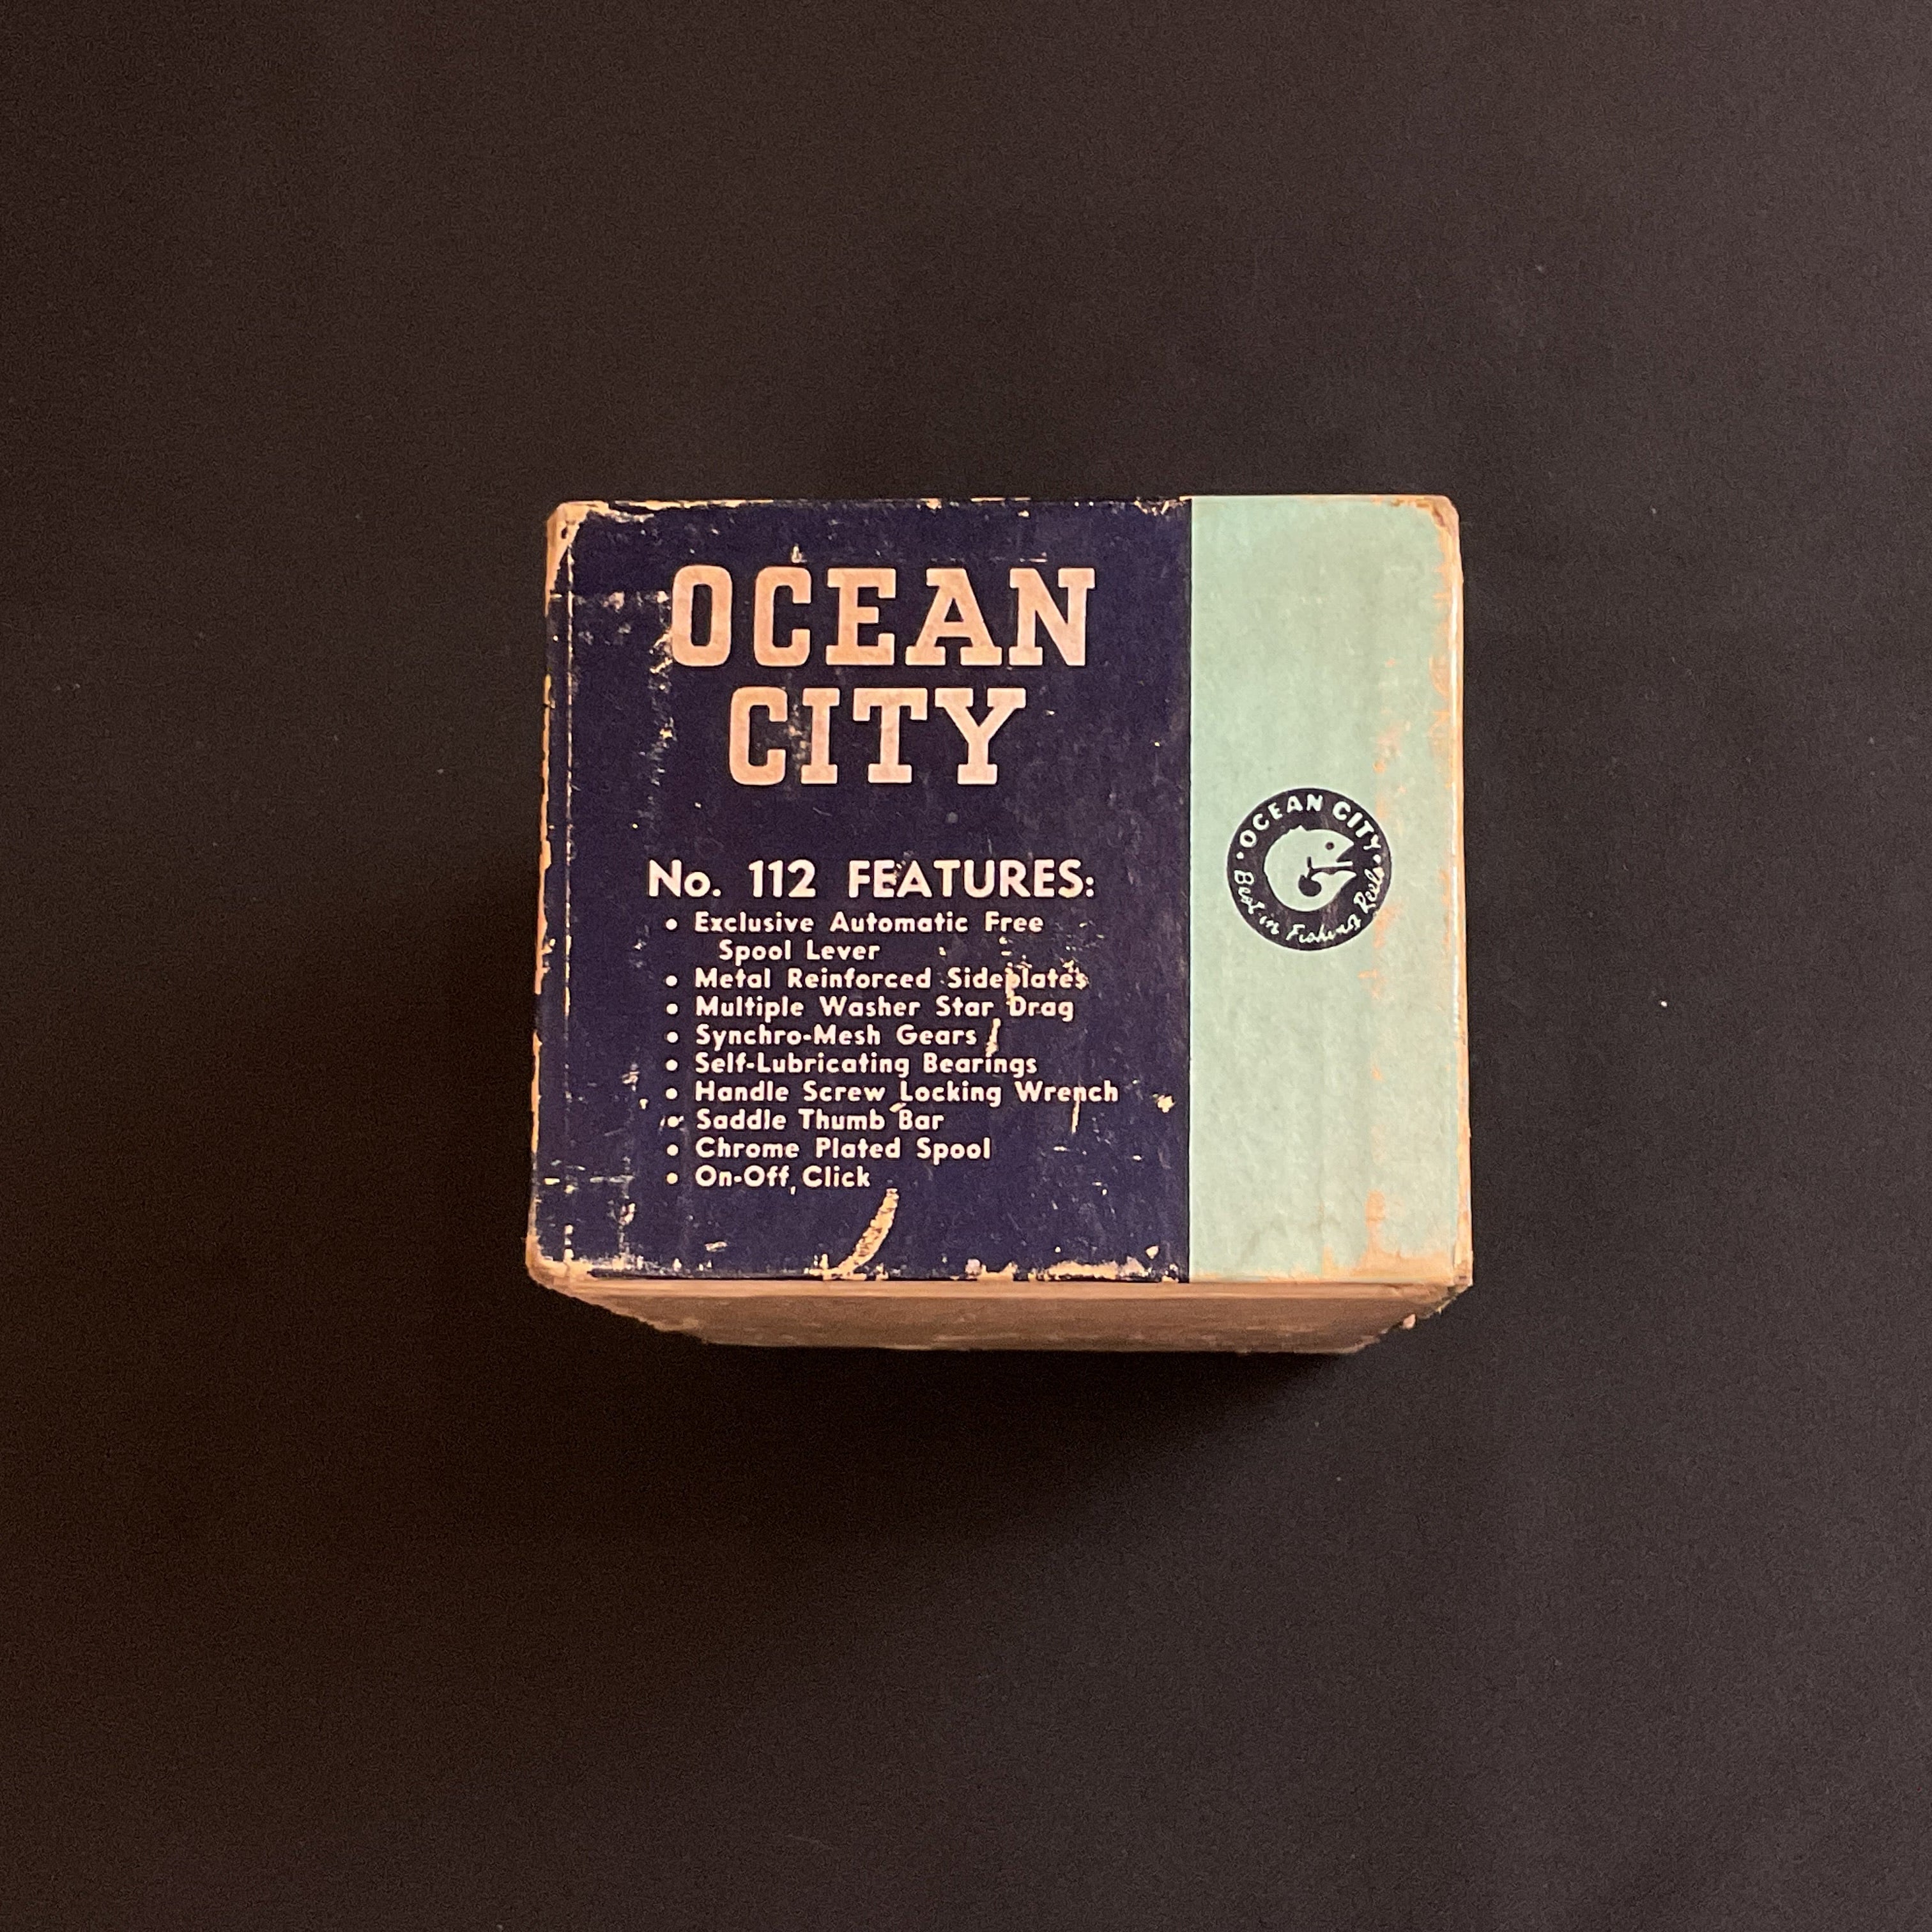 OCEAN
CITY
No. 112 FEATURES:
• Exclusive Automatic Free
Spool Lever
• Metal Reinforced Sideplates
• Multiple Washer Star Drag
• Synchro-Mesh Gears
• Self-Lubricating Bearings
• Handle Screw Locking Wrench
• Saddle Thumb Bar
• Chrome Plated Spool
• On-Off Click
• OCEAN CITY •
Best in Fishing Reels